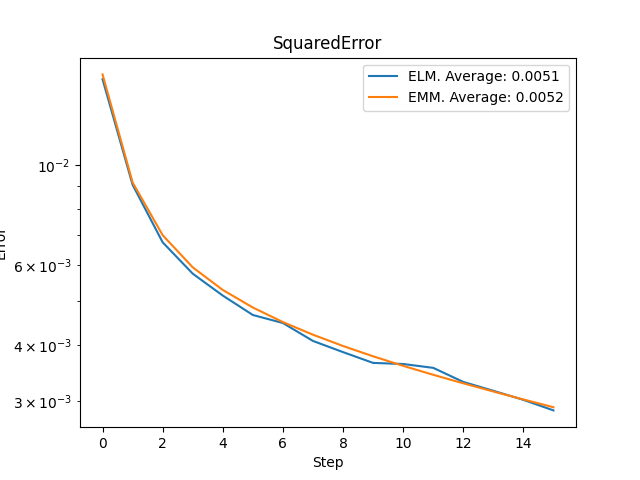 SquaredError
ELM. Average: 0.0051
EMM. Average: 0.0052
10⁻²
6 × 10⁻³
4 × 10⁻³
3 × 10⁻³
Error
0 2 4 6 8 10 12 14
Step